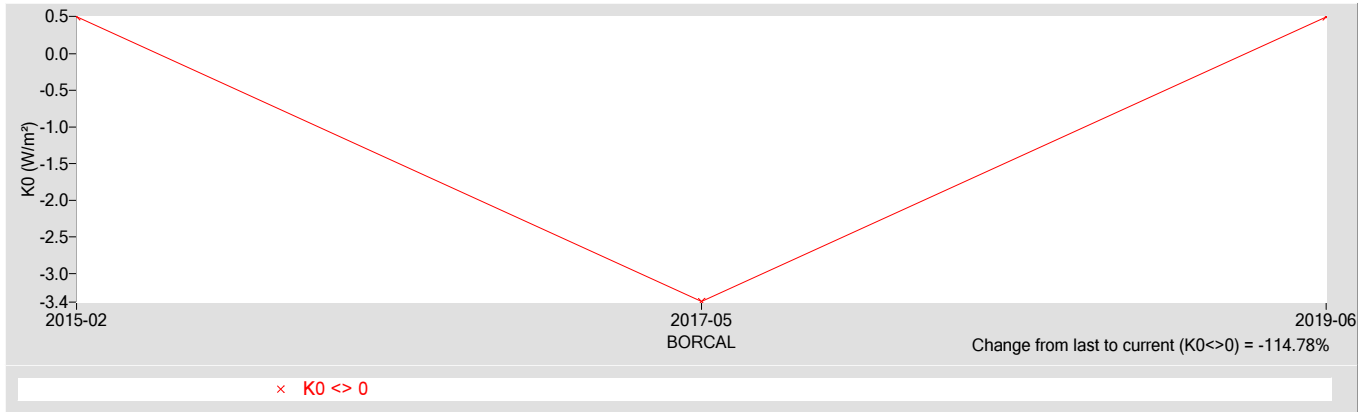 0.5
0.0
-0.5
-1.0
-1.5
-2.0
-2.5
-3.0
-3.4
K0 (W/m²)
2015-02 2017-05 2019-06
BORCAL
Change from last to current (K0<>0) = -114.78%
× K0 <> 0